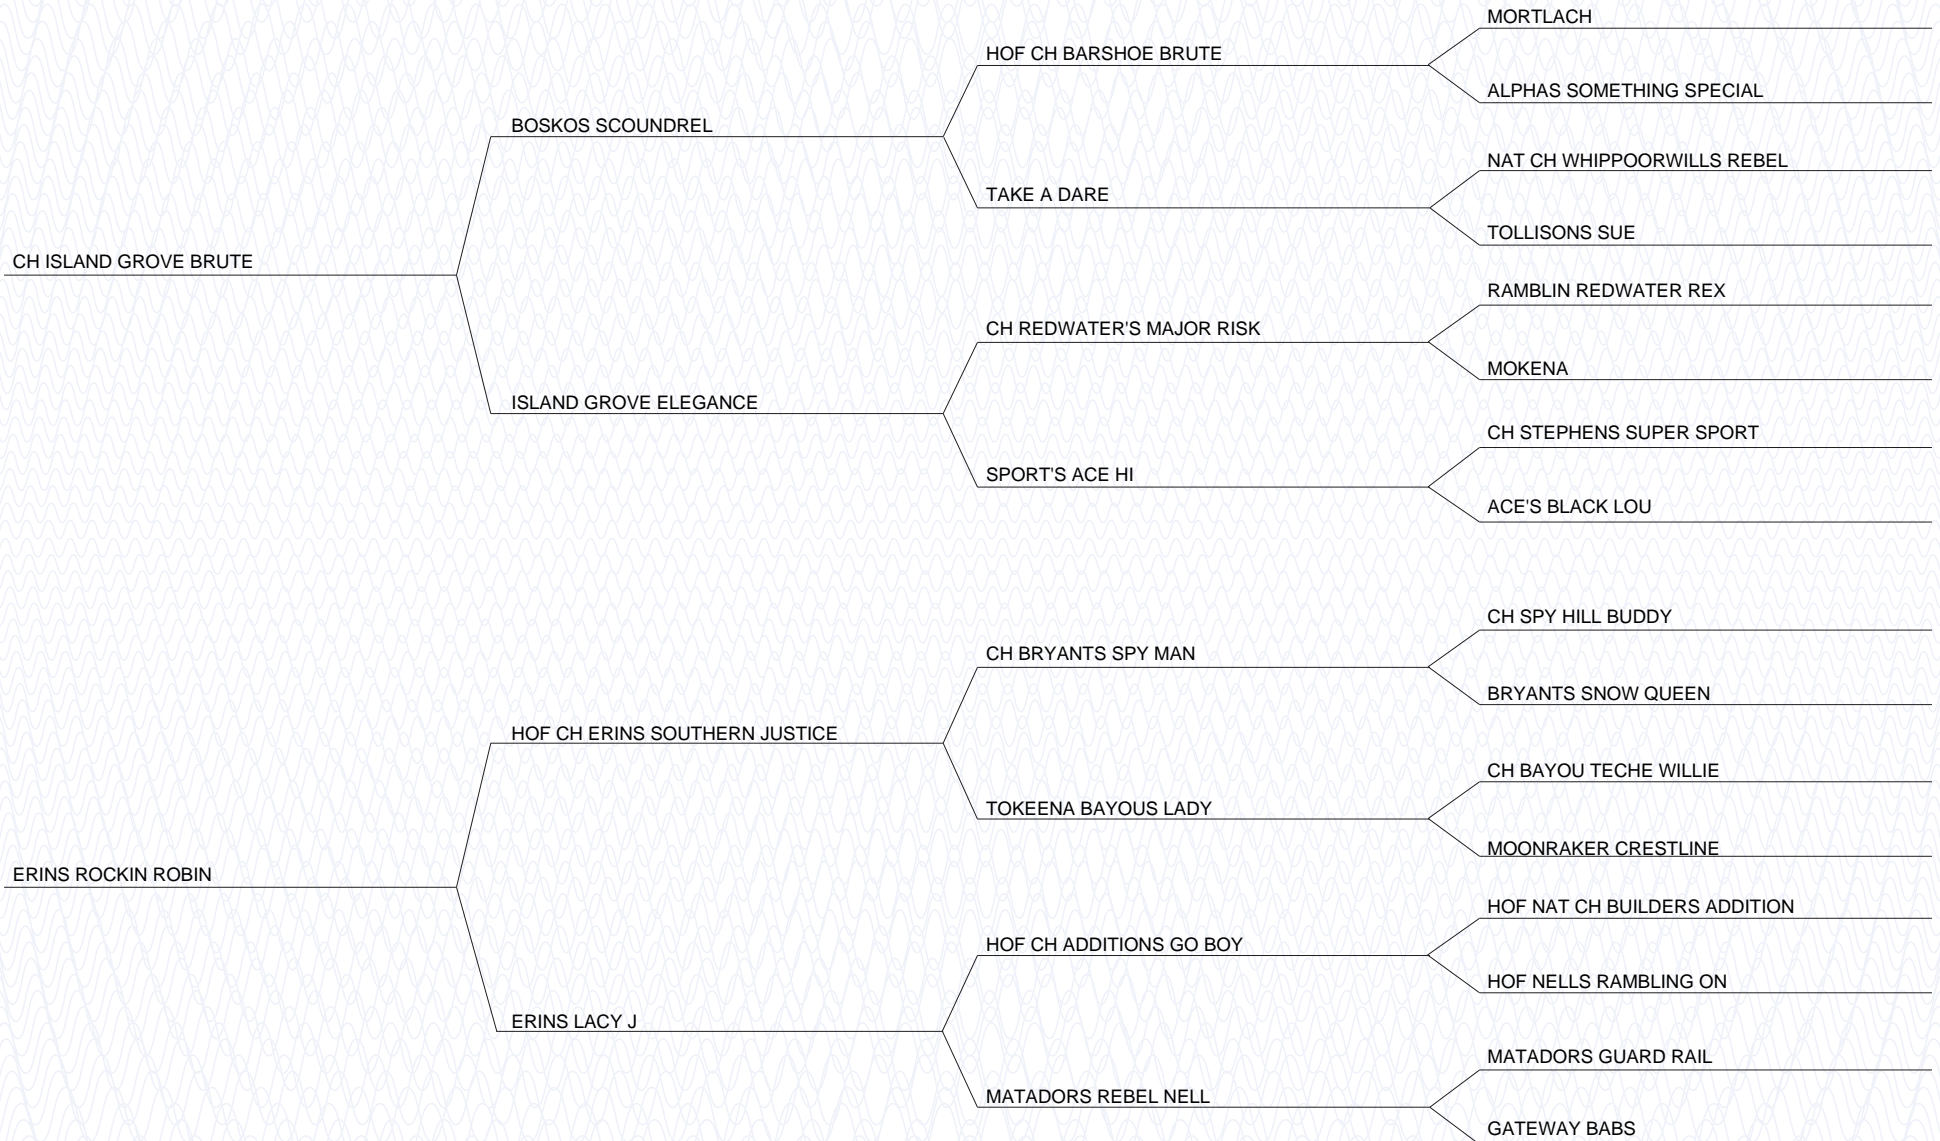 MORTLACH
HOF CH BARSHOE BRUTE
ALPHAS SOMETHING SPECIAL
BOSKOS SCOUNDREL
NAT CH WHIPPOORWILLS REBEL
TAKE A DARE
TOLLISONS SUE
CH ISLAND GROVE BRUTE
RAMBLIN REDWATER REX
CH REDWATER'S MAJOR RISK
MOKENA
ISLAND GROVE ELEGANCE
CH STEPHENS SUPER SPORT
SPORT'S ACE HI
ACE'S BLACK LOU
CH SPY HILL BUDDY
CH BRYANTS SPY MAN
BRYANTS SNOW QUEEN
HOF CH ERINS SOUTHERN JUSTICE
CH BAYOU TECHE WILLIE
TOKEENA BAYOUS LADY
MOONRAKER CRESTLINE
ERINS ROCKIN ROBIN
HOF NAT CH BUILDERS ADDITION
HOF CH ADDITIONS GO BOY
HOF NELLS RAMBLING ON
ERINS LACY J
MATADORS GUARD RAIL
MATADORS REBEL NELL
GATEWAY BABS